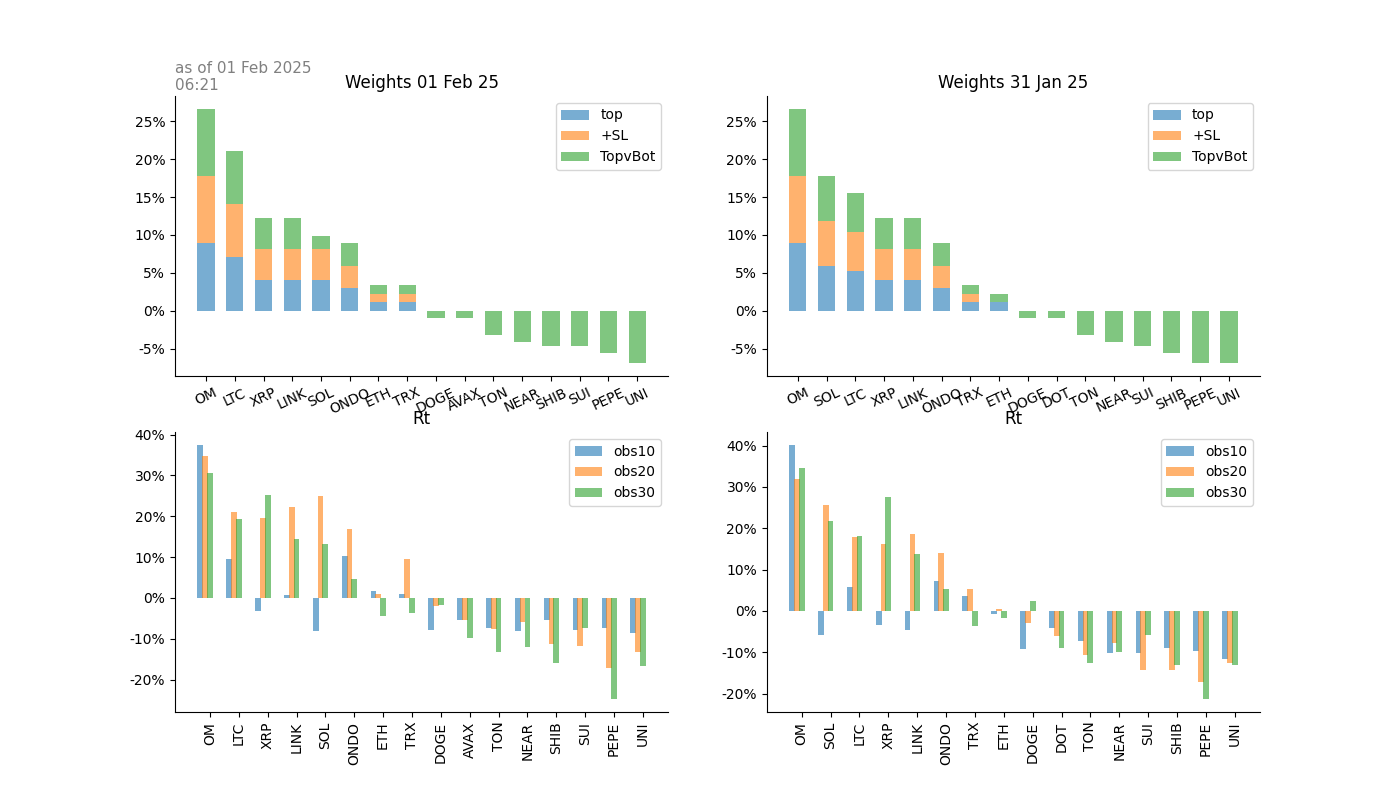 as of 01 Feb 2025
06:21
Weights 01 Feb 25
25%
20%
15%
10%
5%
0%
-5%
top
+SL
TopvBot
OM LTC XRP LINK SOL ONDO ETH TRX DOGE AVAX TON NEAR SHIB SUI PEPE UNI
Weights 31 Jan 25
25%
20%
15%
10%
5%
0%
-5%
top
+SL
TopvBot
OM SOL LTC XRP LINK ONDO TRX ETH DOGE DOT TON NEAR SUI SHIB PEPE UNI
Rt
40%
30%
20%
10%
0%
-10%
-20%
obs10
obs20
obs30
OM LTC XRP LINK SOL ONDO ETH TRX DOGE AVAX TON NEAR SHIB SUI PEPE UNI
Rt
40%
30%
20%
10%
0%
-10%
-20%
obs10
obs20
obs30
OM SOL LTC XRP LINK ONDO TRX ETH DOGE DOT TON NEAR SUI SHIB PEPE UNI